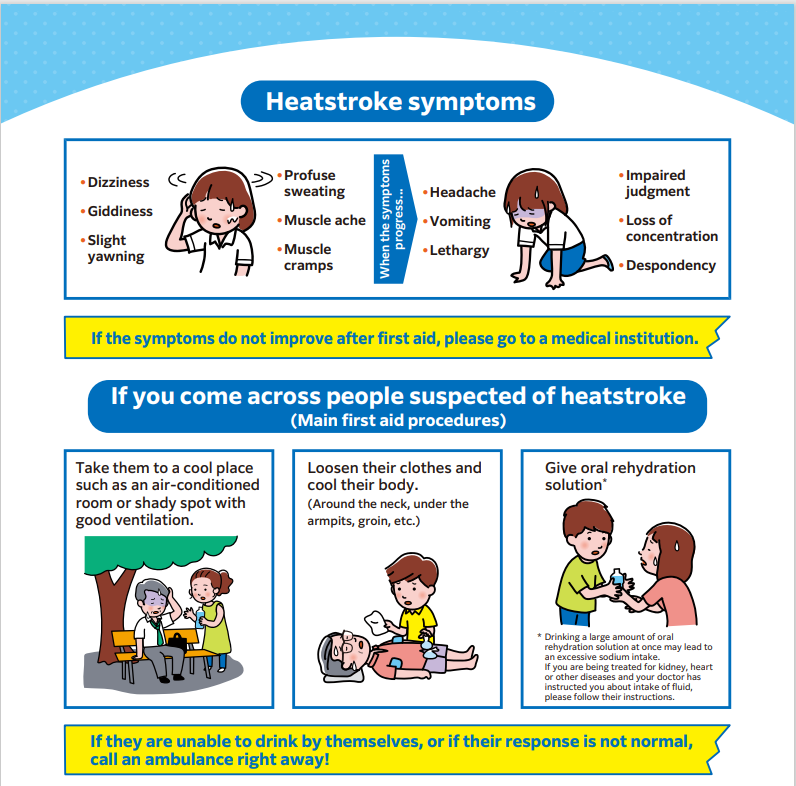 Heatstroke symptoms
•Dizziness
•Giddiness
•Slight
yawning
•Profuse
sweating
•Muscle ache
•Muscle
cramps
When the symptoms
progress...
•Headache
•Vomiting
•Lethargy
•Impaired
judgment
•Loss of
concentration
•Despondency
If the symptoms do not improve after first aid, please go to a medical institution.
If you come across people suspected of heatstroke
(Main first aid procedures)
Take them to a cool place
such as an air-conditioned
room or shady spot with
good ventilation.
Loosen their clothes and
cool their body.
(Around the neck, under the
armpits, groin, etc.)
Give oral rehydration
solution*
* Drinking a large amount of oral
rehydration solution at once may lead to
an excessive sodium intake.
If you are being treated for kidney, heart
or other diseases and your doctor has
instructed you about intake of fluid,
please follow their instructions.
If they are unable to drink by themselves, or if their response is not normal,
call an ambulance right away!